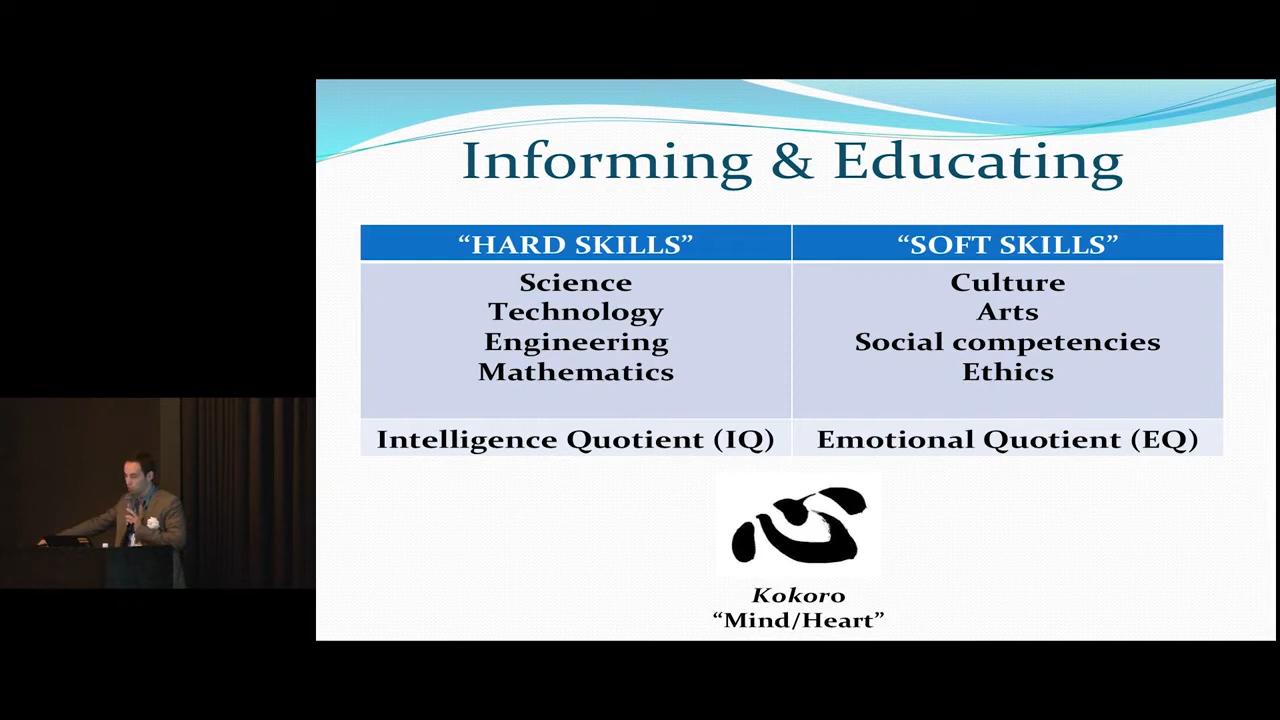 Informing & Educating
“HARD SKILLS”
“SOFT SKILLS”
Science
Technology
Engineering
Mathematics
Culture
Arts
Social competencies
Ethics
Intelligence Quotient (IQ)
Emotional Quotient (EQ)
心
Kokoro
“Mind/Heart”